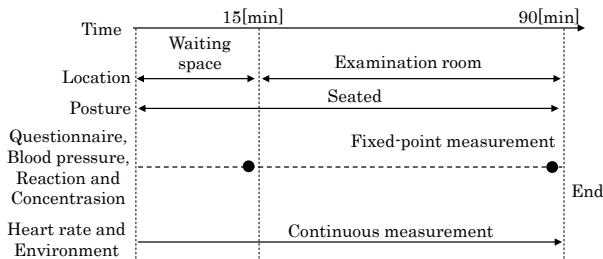 15[min]
90[min]
Time
Waiting
space
Examination room
Location
Seated
Posture
Questionnaire,
Blood pressure,
Reaction and
Concentrasion
Fixed-point measurement
End
Heart rate and
Environment
Continuous measurement